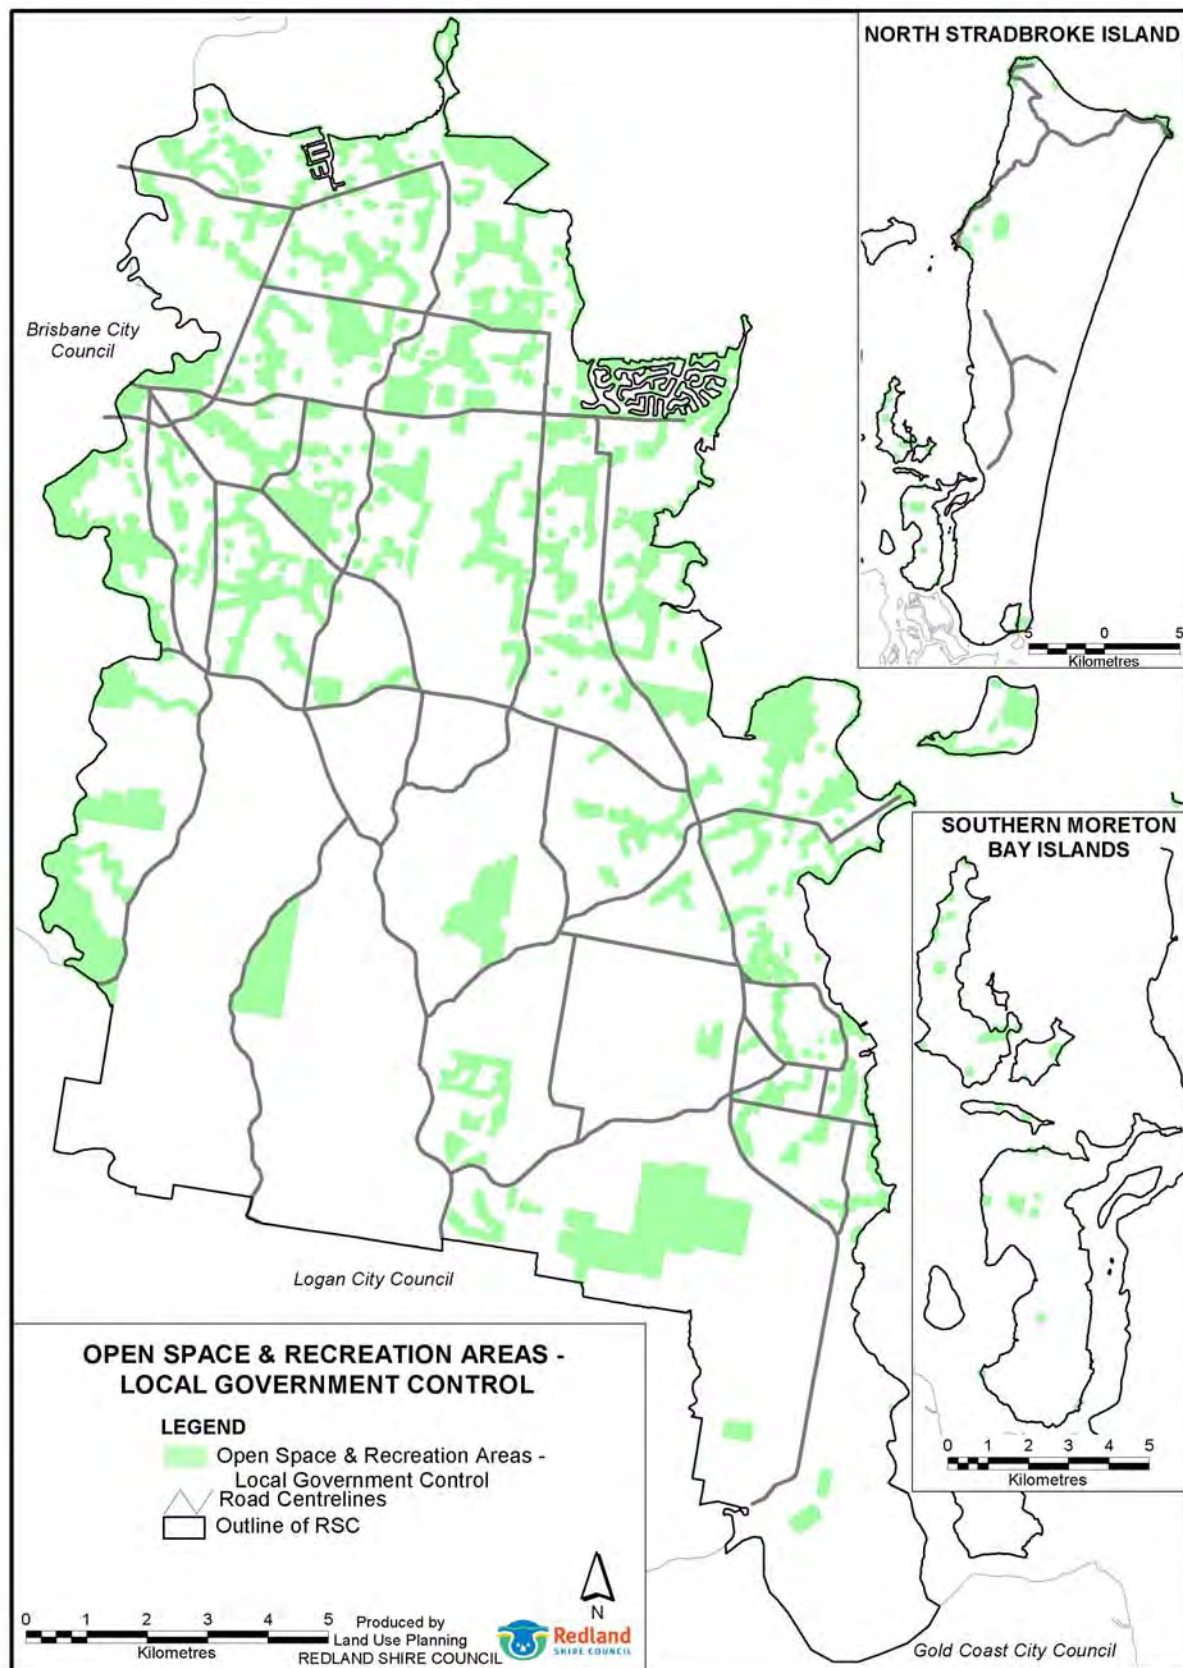 NORTH STRADBROKE ISLAND
Brisbane City
Council
5 0 5
Kilometres
SOUTHERN MORETON
BAY ISLANDS
0 1 2 3 4 5
Kilometres
Logan City Council
OPEN SPACE & RECREATION AREAS -
LOCAL GOVERNMENT CONTROL
LEGEND
Open Space & Recreation Areas -
Local Government Control
Road Centrelines
Outline of RSC
N
0 1 2 3 4 5
Kilometres
Produced by
Land Use Planning
REDLAND SHIRE COUNCIL
Redland
SHIRE COUNCIL
Gold Coast City Council